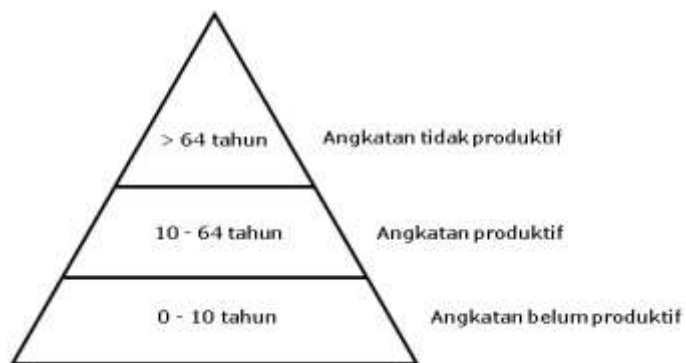 > 64 tahun Angkatan tidak produktif
10 - 64 tahun Angkatan produktif
0 - 10 tahun Angkatan belum produktif